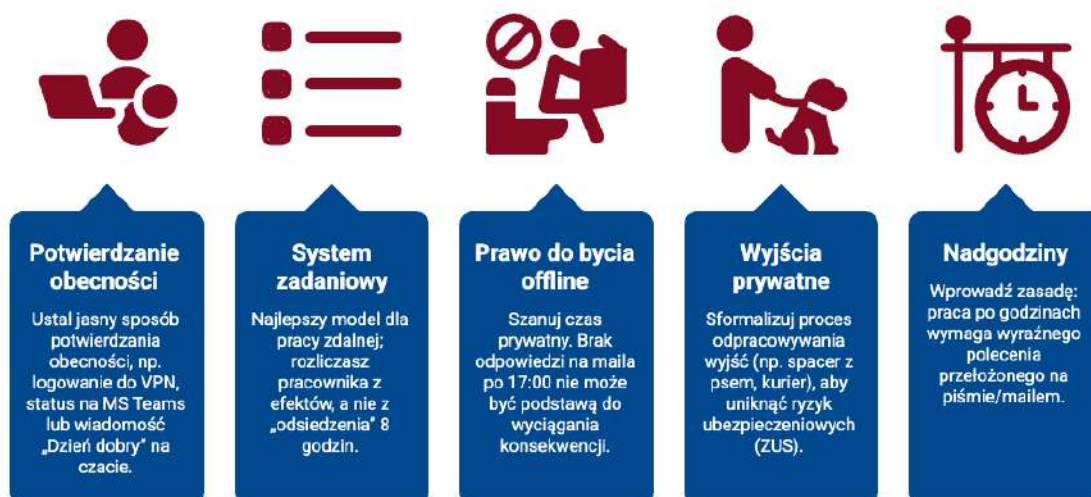 Potwierdzanie
obecności
Ustal jasny sposób
potwierdzania
obecności, np.
logowanie do VPN,
status na MS Teams
lub wiadomość
„Dzień dobry” na
czacie.
System
zadaniowy
Najlepszy model dla
pracy zdalnej;
rozliczasz
pracownika z
efektów, a nie z
„odsiedzenia” 8
godzin.
Prawo do bycia
offline
Szanuj czas
prywatny. Brak
odpowiedzi na maila
po 17:00 nie może
być podstawą do
wyciągania
konsekwencji.
Wyjścia
prywatne
Sformalizuj proces
odpracowywania
wyjść (np. spacer z
psem, kurier), aby
uniknąć ryzyk
ubezpieczeniowych
(ZUS).
Nadgodziny
Wprowadź zasadę:
praca po godzinach
wymaga wyraźnego
polecenia
przełożonego na
piśmie/mailem.